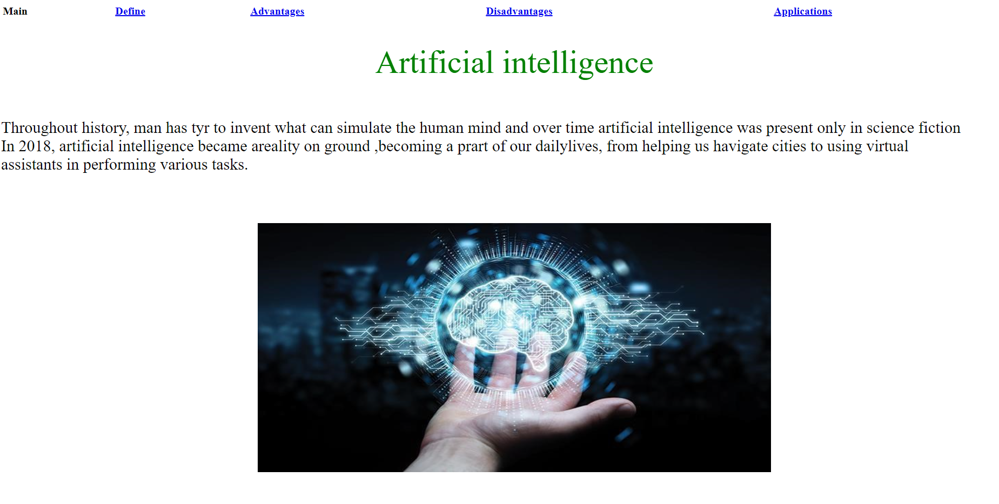 Main Define Advantages Disadvantages Applications
Artificial intelligence
Throughout history, man has tyr to invent what can simulate the human mind and over time artificial intelligence was present only in science fiction
In 2018, artificial intelligence became areality on ground ,becoming a prart of our dailylives, from helping us havigate cities to using virtual
assistants in performing various tasks.